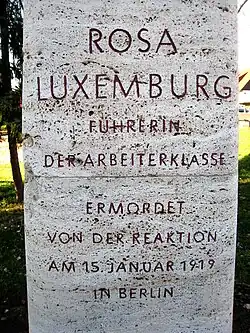 ROSA
LUXEMBURG
FÜHRERIN
DER ARBEITERKLASSE
ERMORDET
VON DER REAKTION
AM 15. JANUAR 1919
IN BERLIN